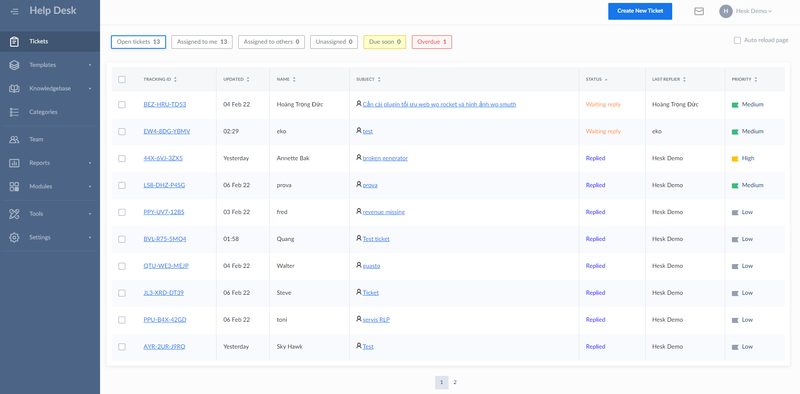 Help Desk
Create New Ticket
H Hesk Demo
Tickets
Templates
Knowledgebase
Categories
Team
Reports
Modules
Tools
Settings
Open tickets 13 Assigned to me 13 Assigned to others 0 Unassigned 0 Due soon 0 Overdue 1 Auto reload page
TRACKING ID UPDATED NAME SUBJECT STATUS LAST REPLIER PRIORITY
BEZ-HRU-TD53 04 Feb 22 Hoàng Trọng Đức Cần cái plugin tối ưu web wp rocket và hình ảnh wp smuth Waiting reply Hoàng Trọng Đức Medium
EW4-8DG-YBMV 02:29 eko test Waiting reply eko Medium
44X-6VJ-3ZX5 Yesterday Annette Bak broken generator Replied Hesk Demo High
LS8-DHZ-P4SG 06 Feb 22 prova prova Replied Hesk Demo Medium
PPY-UV7-12BS 03 Feb 22 fred revenue missing Replied Hesk Demo Low
BVL-R75-5MQ4 01:58 Quang Test ticket Replied Hesk Demo Low
QTU-WE3-MEJP 04 Feb 22 Walter guasto Replied Hesk Demo Low
JL3-XRD-DT39 06 Feb 22 Steve Ticket Replied Hesk Demo Low
PPU-B4X-42GD 06 Feb 22 toni servis RLP Replied Hesk Demo Low
AYR-2UR-J9RQ Yesterday Sky Hawk Test Replied Hesk Demo Low
1 2